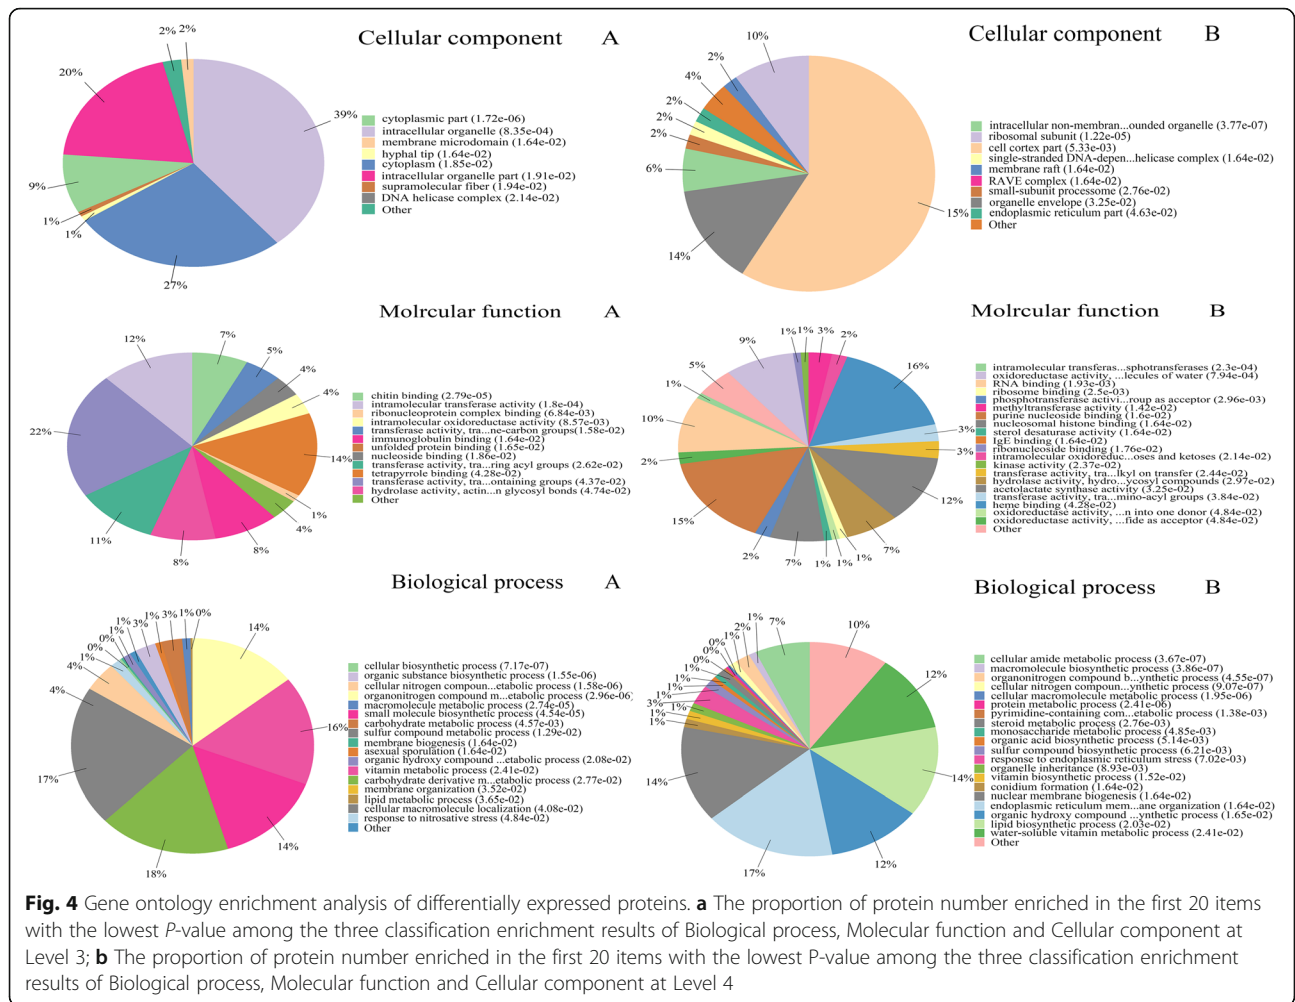 Cellular component A
2% 2%
20%
39%
9%
1%
1%
27%
cytoplasmic part (1.72e-06)
intracellular organelle (8.35e-04)
membrane microdomain (1.64e-02)
hyphal tip (1.64e-02)
cytoplasm (1.85e-02)
intracellular organelle part (1.91e-02)
supramolecular fiber (1.94e-02)
DNA helicase complex (2.14e-02)
Other
Cellular component B
10%
2%
4%
2%
2%
2%
6%
15%
14%
intracellular non-membran...ounded organelle (3.77e-07)
ribosomal subunit (1.22e-05)
cell cortex part (5.33e-03)
single-stranded DNA-depen...helicase complex (1.64e-02)
membrane raft (1.64e-02)
RAVE complex (1.64e-02)
small-subunit processome (2.76e-02)
organelle envelope (3.25e-02)
endoplasmic reticulum part (4.63e-02)
Other
Molrcular function A
12%
7%
5%
4%
4%
22%
14%
1%
4%
11%
8%
8%
chitin binding (2.79e-05)
intramolecular transferase activity (1.8e-04)
ribonucleoprotein complex binding (6.84e-03)
intramolecular oxidoreductase activity (8.57e-03)
transferase activity, tra...ne-carbon groups(1.58e-02)
immunoglobulin binding (1.64e-02)
unfolded protein binding (1.65e-02)
nucleoside binding (1.86e-02)
transferase activity, tra...ring acyl groups (2.62e-02)
tetrapyrrole binding (4.28e-02)
transferase activity, tra...ontaining groups (4.37e-02)
hydrolase activity, actin...n glycosyl bonds (4.74e-02)
Other
Molrcular function B
9%
1% 1% 3% 2%
5%
16%
1%
10%
3%
3%
2%
12%
15%
2%
7%
1%
1%
1%
7%
intramolecular transferas...sphotransferases (2.3e-04)
oxidoreductase activity, ...lecules of water (7.94e-04)
RNA binding (1.93e-03)
ribosome binding (2.5e-03)
phosphotransferase activi...roup as acceptor (2.96e-03)
methyltransferase activity (1.42e-02)
purine nucleoside binding (1.6e-02)
nucleosomal histone binding (1.64e-02)
sterol desaturase activity (1.64e-02)
IgE binding (1.64e-02)
ribonucleoside binding (1.76e-02)
intramolecular oxidoreduc...oses and ketoses (2.14e-02)
kinase activity (2.37e-02)
transferase activity, tra...lkyl on transfer (2.44e-02)
hydrolase activity, hydro...ycosyl compounds (2.97e-02)
acetolactate synthase activity (3.25e-02)
transferase activity, tra...mino-acyl groups (3.84e-02)
heme binding (4.28e-02)
oxidoreductase activity, ...n into one donor (4.84e-02)
oxidoreductase activity, ...fide as acceptor (4.84e-02)
Other
Biological process A
1% 3% 1% 3% 1% 0%
1%
0%
0%
1%
4%
4%
14%
16%
17%
14%
18%
cellular biosynthetic process (7.17e-07)
organic substance biosynthetic process (1.55e-06)
cellular nitrogen compoun...etabolic process (1.58e-06)
organonitrogen compound m...etabolic process (2.96e-06)
macromolecule metabolic process (2.74e-05)
small molecule biosynthetic process (4.54e-05)
carbohydrate metabolic process (4.57e-03)
sulfur compound metabolic process (1.29e-02)
membrane biogenesis (1.64e-02)
asexual sporulation (1.64e-02)
organic hydroxy compound ...etabolic process (2.08e-02)
vitamin metabolic process (2.41e-02)
carbohydrate derivative m...etabolic process (2.77e-02)
membrane organization (3.52e-02)
lipid metabolic process (3.65e-02)
cellular macromolecule localization (4.08e-02)
response to nitrosative stress (4.84e-02)
Other
Biological process B
1%
2%
1%
0%
0%
1%
1%
1%
3%
1%
1%
7%
10%
12%
14%
14%
17%
12%
cellular amide metabolic process (3.67e-07)
macromolecule biosynthetic process (3.86e-07)
organonitrogen compound b...ynthetic process (4.55e-07)
cellular nitrogen compoun...ynthetic process (9.07e-07)
cellular macromolecule metabolic process (1.95e-06)
protein metabolic process (2.41e-06)
pyrimidine-containing com...etabolic process (1.38e-03)
steroid metabolic process (2.76e-03)
monosaccharide metabolic process (4.85e-03)
organic acid biosynthetic process (5.14e-03)
sulfur compound biosynthetic process (6.21e-03)
response to endoplasmic reticulum stress (7.02e-03)
organelle inheritance (8.93e-03)
vitamin biosynthetic process (1.52e-02)
conidium formation (1.64e-02)
nuclear membrane biogenesis (1.64e-02)
endoplasmic reticulum mem...ane organization (1.64e-02)
organic hydroxy compound ...ynthetic process (1.65e-02)
lipid biosynthetic process (2.03e-02)
water-soluble vitamin metabolic process (2.41e-02)
Other
Fig. 4 Gene ontology enrichment analysis of differentially expressed proteins. a The proportion of protein number enriched in the first 20 items
with the lowest P-value among the three classification enrichment results of Biological process, Molecular function and Cellular component at
Level 3; b The proportion of protein number enriched in the first 20 items with the lowest P-value among the three classification enrichment
results of Biological process, Molecular function and Cellular component at Level 4